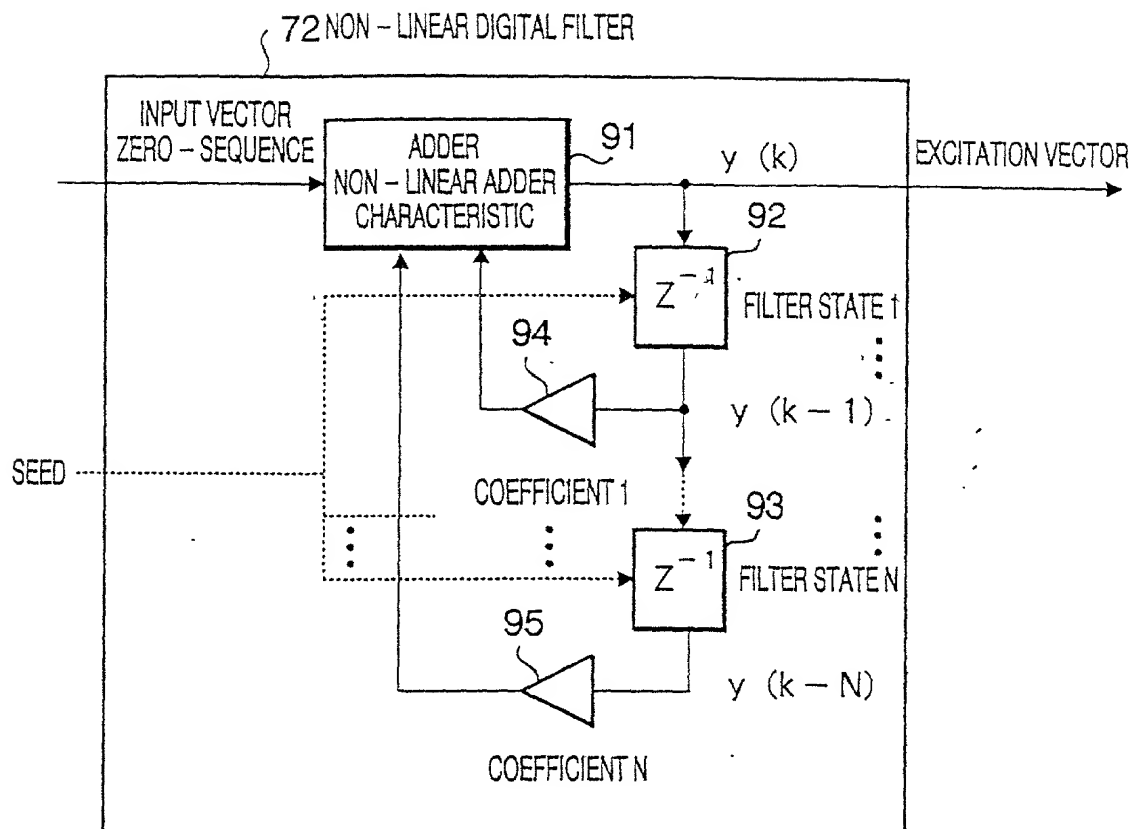 72 NON – LINEAR DIGITAL FILTER
INPUT VECTOR
ZERO – SEQUENCE
ADDER
NON – LINEAR ADDER
CHARACTERISTIC
91
y (k)
EXCITATION VECTOR
92
Z⁻¹
FILTER STATE 1
94
y (k – 1)
SEED
COEFFICIENT 1
93
Z⁻¹
FILTER STATE N
95
y (k – N)
COEFFICIENT N